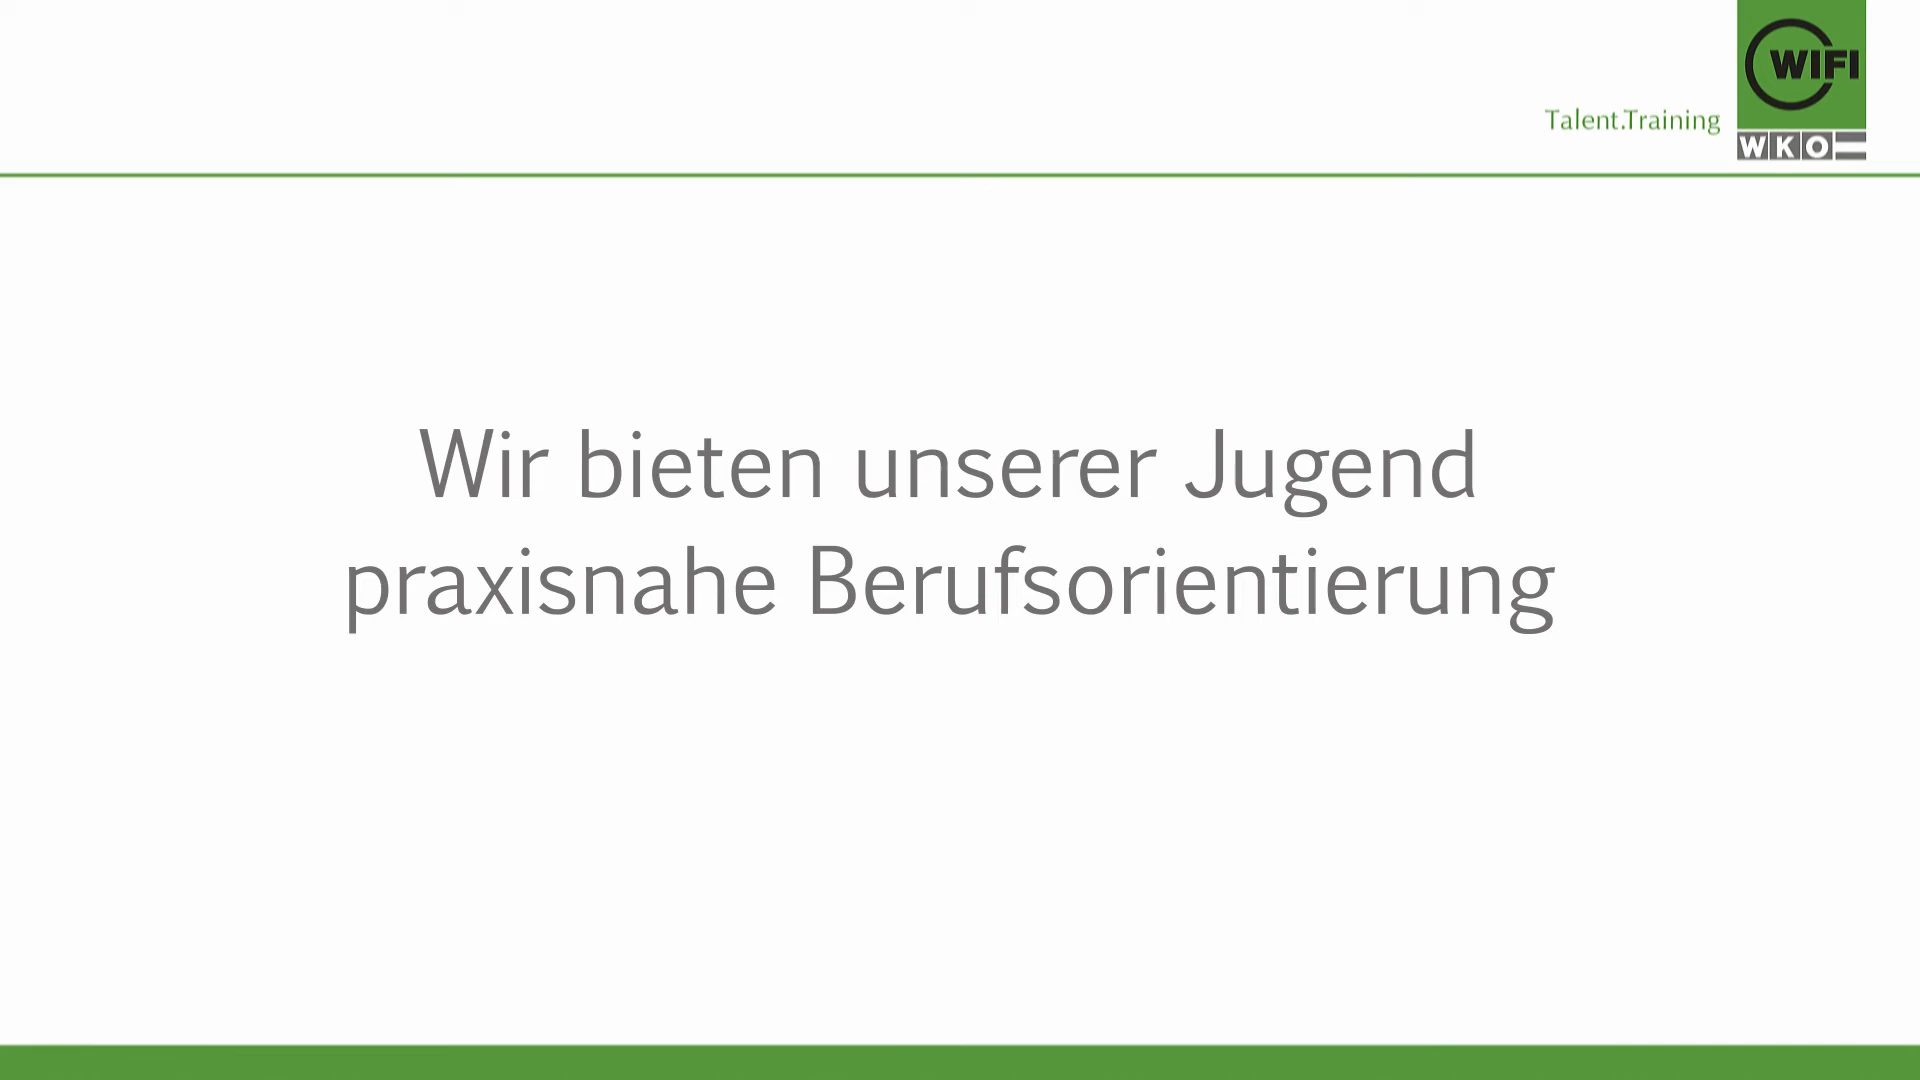 WIFI
Talent.Training
WKO
Wir bieten unserer Jugend
praxisnahe Berufsorientierung